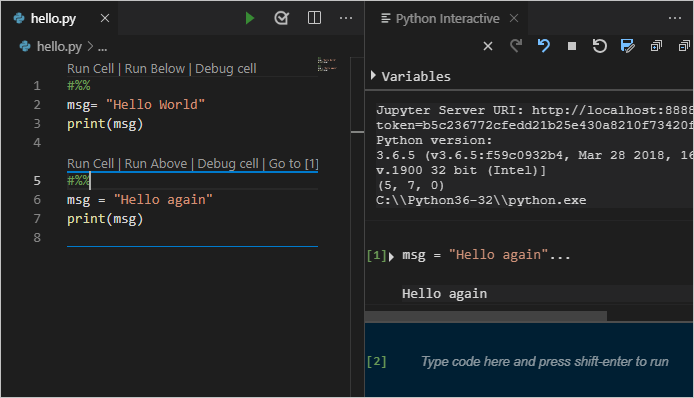 hello.py ×
hello.py > ...
Run Cell | Run Below | Debug cell
1 #%%
2 msg= "Hello World"
3 print(msg)
4
Run Cell | Run Above | Debug cell | Go to [1]
5 #%%
6 msg = "Hello again"
7 print(msg)
8
Python Interactive ×
Variables
Jupyter Server URI: http://localhost:8888
token=b5c236772cfedd21b25e430a8210f73420f
Python version:
3.6.5 (v3.6.5:f59c0932b4, Mar 28 2018, 16
v.1900 32 bit (Intel)]
(5, 7, 0)
C:\\Python36-32\\python.exe
[1] msg = "Hello again"...
Hello again
[2] Type code here and press shift-enter to run